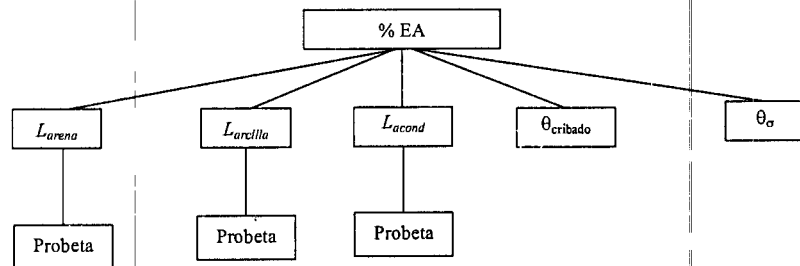 % EA
L_arena
L_arcilla
L_acond
θ_cribado
θ_σ
Probeta
Probeta
Probeta